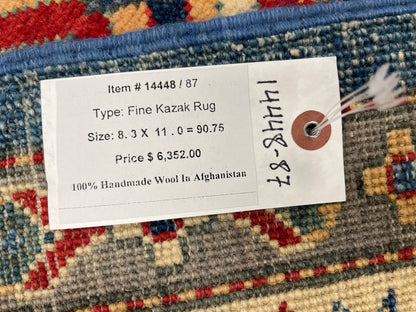 Item # 14448 / 87
Type: Fine Kazak Rug
Size: 8. 3 X 11 . 0 = 90.75
Price $ 6,352.00
100% Handmade Wool In Afghanistan
14448-87